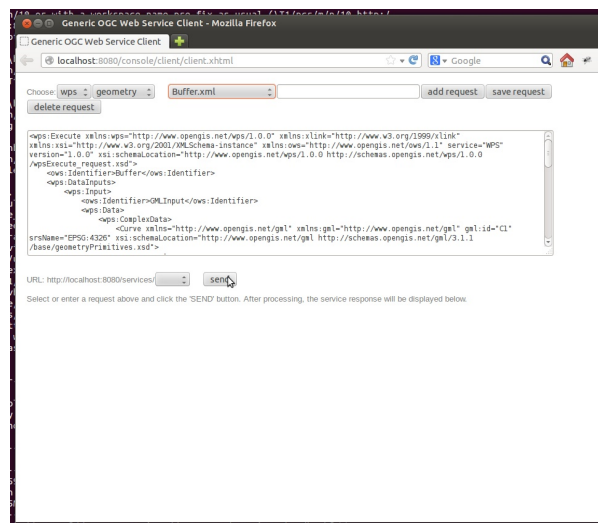 Generic OGC Web Service Client - Mozilla Firefox
Generic OGC Web Service Client
localhost:8080/console/client/client.xhtml
Google
Choose: wps geometry Buffer.xml add request save request
delete request
<wps:Execute xmlns:wps="http://www.opengis.net/wps/1.0.0" xmlns:xlink="http://www.w3.org/1999/xlink"
xmlns:xsi="http://www.w3.org/2001/XMLSchema-instance" xmlns:ows="http://www.opengis.net/ows/1.1" service="WPS"
version="1.0.0" xsi:schemaLocation="http://www.opengis.net/wps/1.0.0 http://schemas.opengis.net/wps/1.0.0
/wpsExecute_request.xsd">
<ows:Identifier>Buffer</ows:Identifier>
<wps:DataInputs>
<wps:Input>
<ows:Identifier>GMLInput</ows:Identifier>
<wps:Data>
<wps:ComplexData>
<Curve xmlns="http://www.opengis.net/gml" xmlns:gml="http://www.opengis.net/gml" gml:id="C1"
srsName="EPSG:4326" xsi:schemaLocation="http://www.opengis.net/gml http://schemas.opengis.net/gml/3.1.1
/base/geometryPrimitives.xsd">
URL: http://localhost:8080/services/ send
Select or enter a request above and click the 'SEND' button. After processing, the service response will be displayed below.